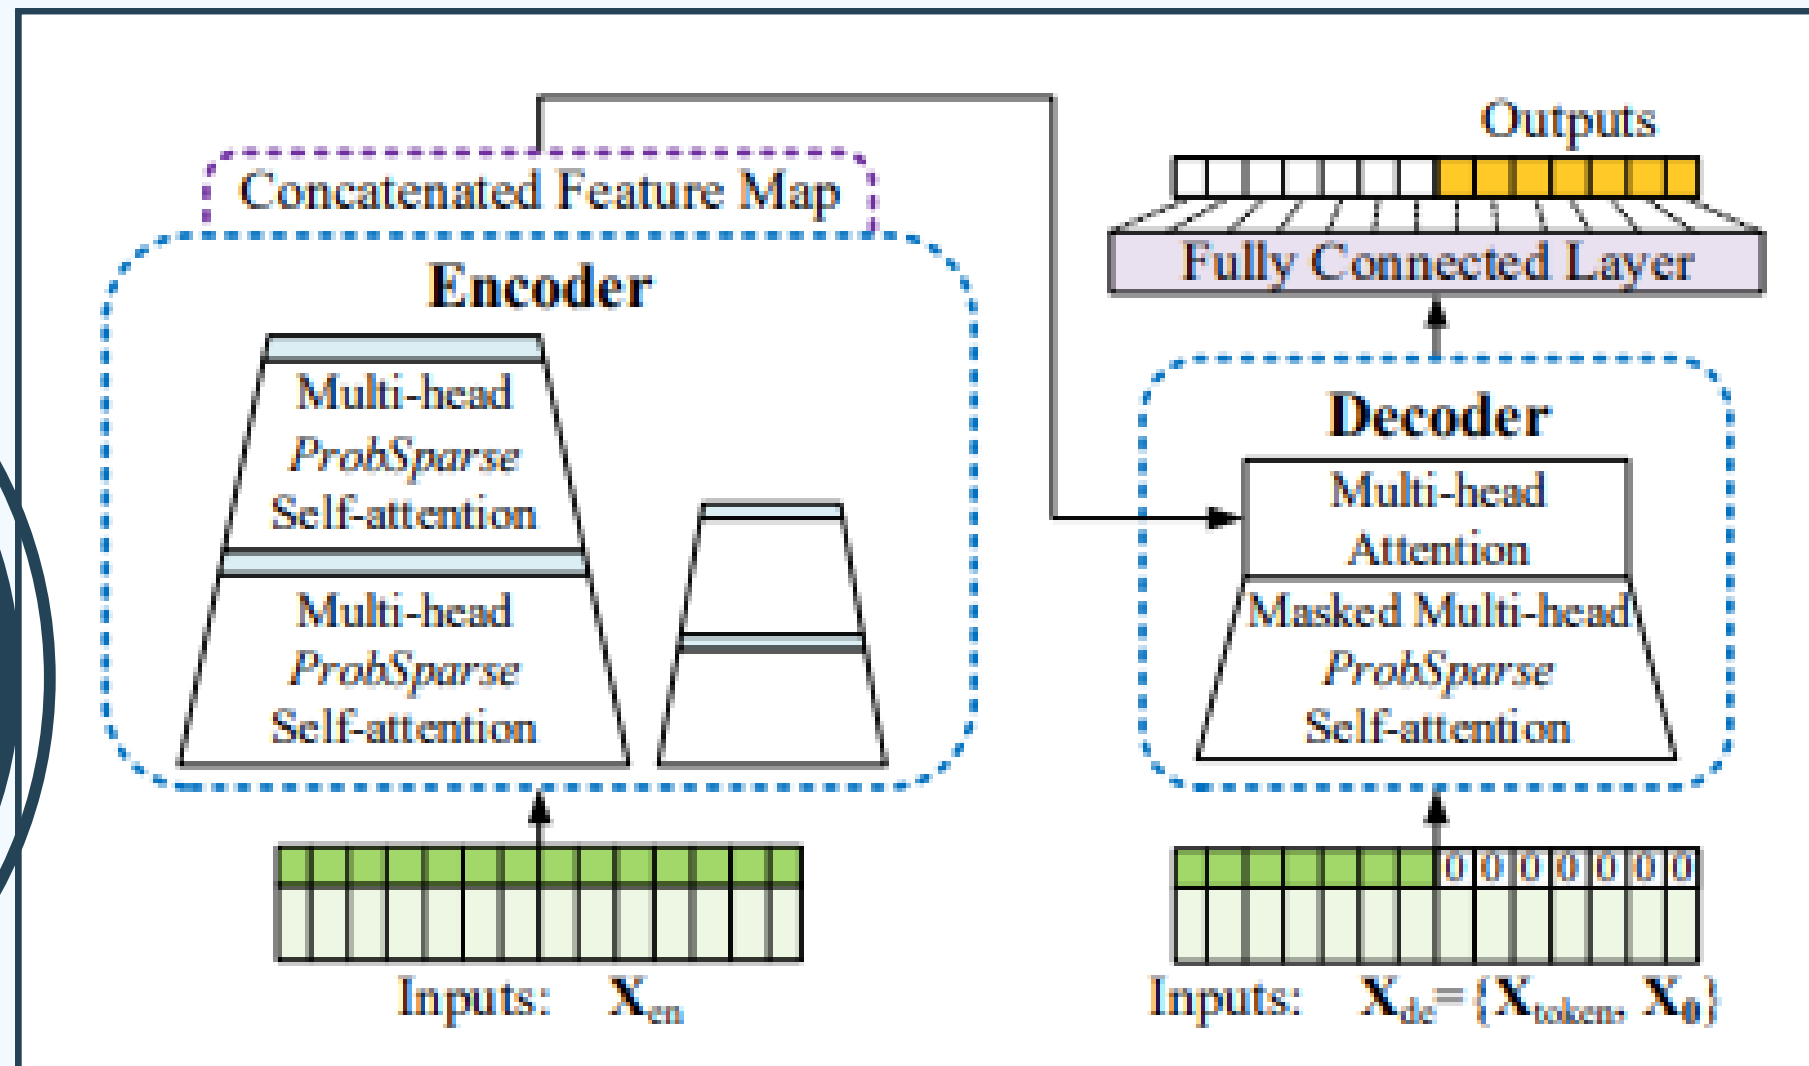 Concatenated Feature Map
Encoder
Multi-head
ProbSparse
Self-attention
Multi-head
ProbSparse
Self-attention
Inputs: Xen
Outputs
Fully Connected Layer
Decoder
Multi-head
Attention
Masked Multi-head
ProbSparse
Self-attention
0 0 0 0 0 0 0
Inputs: Xde={Xtoken, X0}